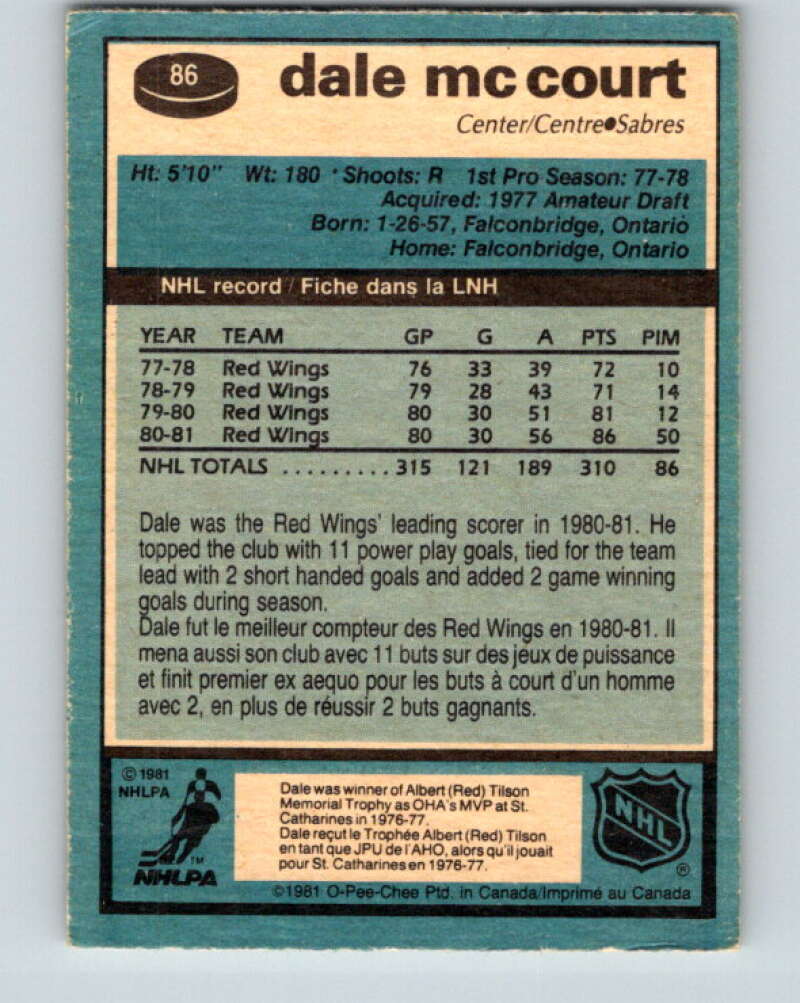 86
dale mc court
Center/Centre●Sabres
Ht: 5'10" Wt: 180 Shoots: R 1st Pro Season: 77-78
Acquired: 1977 Amateur Draft
Born: 1-26-57, Falconbridge, Ontario
Home: Falconbridge, Ontario
NHL record / Fiche dans la LNH
YEAR TEAM GP G A PTS PIM
77-78 Red Wings 76 33 39 72 10
78-79 Red Wings 79 28 43 71 14
79-80 Red Wings 80 30 51 81 12
80-81 Red Wings 80 30 56 86 50
NHL TOTALS .......... 315 121 189 310 86
Dale was the Red Wings' leading scorer in 1980-81. He
topped the club with 11 power play goals, tied for the team
lead with 2 short handed goals and added 2 game winning
goals during season.
Dale fut le meilleur compteur des Red Wings en 1980-81. Il
mena aussi son club avec 11 buts sur des jeux de puissance
et finit premier ex aequo pour les buts à court d'un homme
avec 2, en plus de réussir 2 buts gagnants.
© 1981
NHLPA
TM
NHLPA
Dale was winner of Albert (Red) Tilson
Memorial Trophy as OHA's MVP at St.
Catharines in 1976-77.
Dale reçut le Trophée Albert (Red) Tilson
en tant que JPU de l'AHO, alors qu'il jouait
pour St. Catharines en 1976-77.
NHL
®
©1981 O-Pee-Chee Ptd. in Canada/Imprimé au Canada